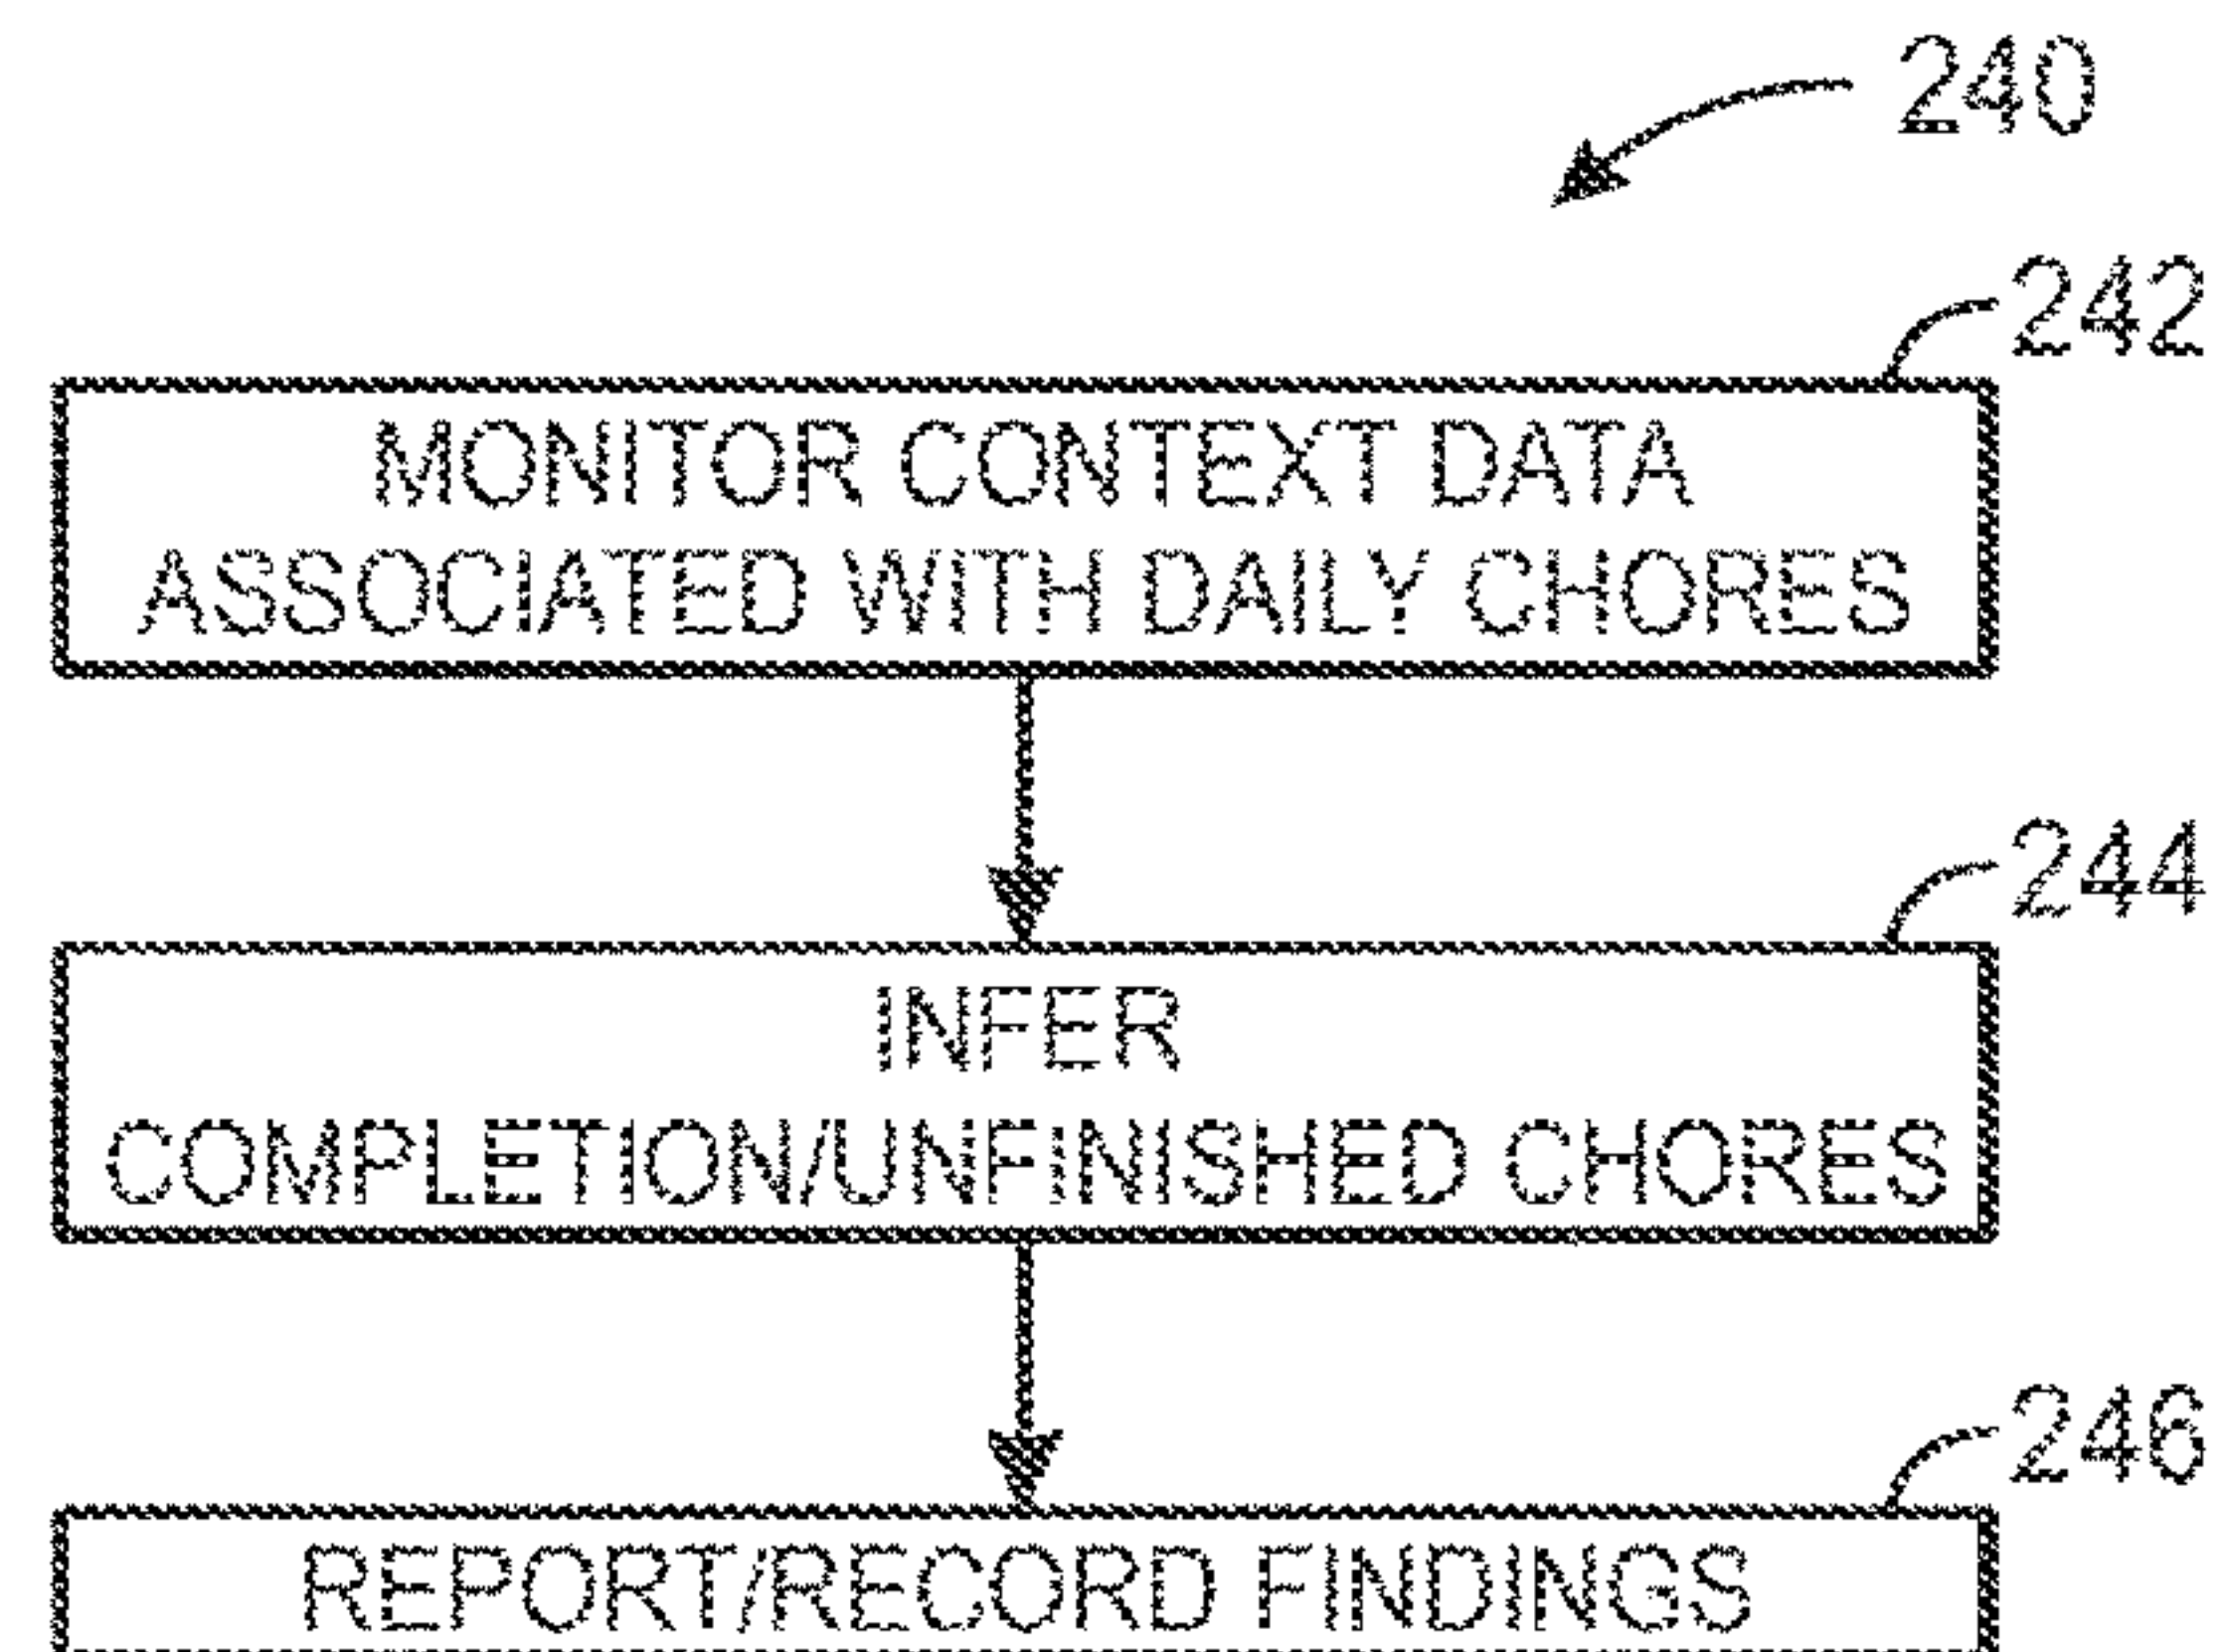 240
242
MONITOR CONTEXT DATA
ASSOCIATED WITH DAILY CHORES
244
INFER
COMPLETION/UNFINISHED CHORES
246
REPORT/RECORD FINDINGS